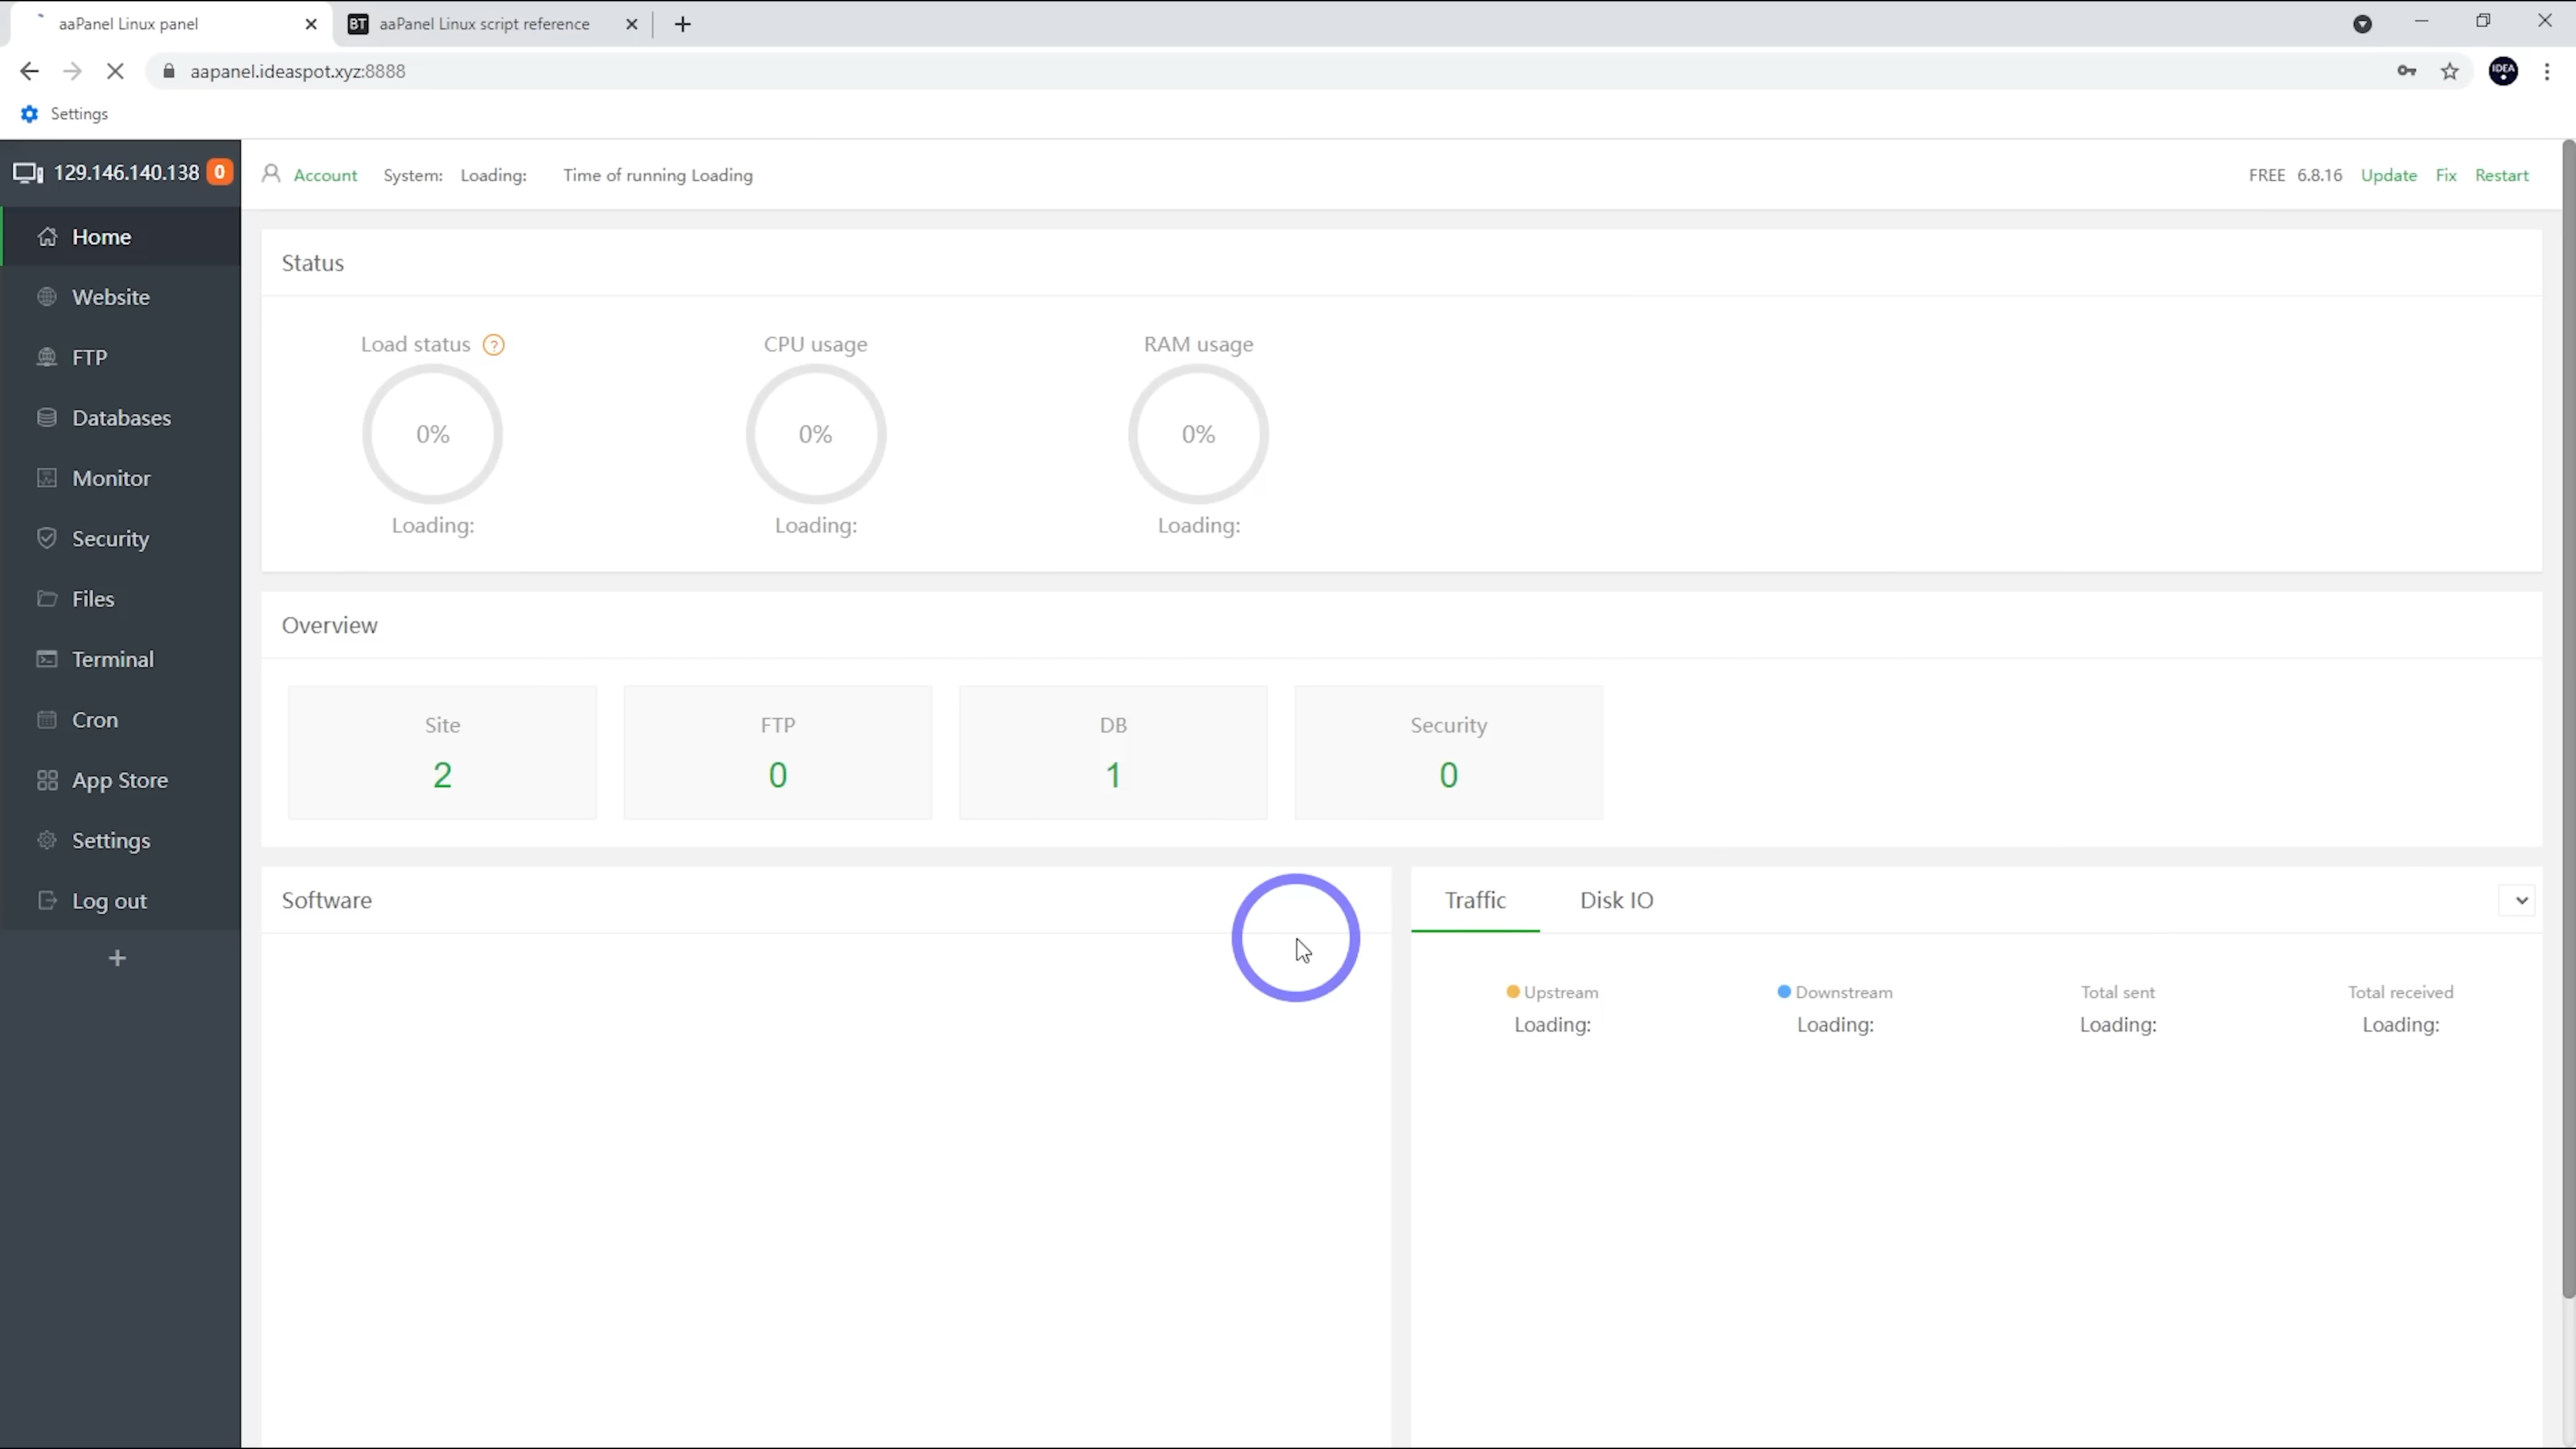 aaPanel Linux panel
BT aaPanel Linux script reference
aapanel.ideaspot.xyz:8888
IDEA
Settings
129.146.140.138 0
Account System: Loading: Time of running Loading
FREE 6.8.16 Update Fix Restart
Home
Website
FTP
Databases
Monitor
Security
Files
Terminal
Cron
App Store
Settings
Log out
Status
Load status ? CPU usage RAM usage
0% 0% 0%
Loading: Loading: Loading:
Overview
Site FTP DB Security
2 0 1 0
Software
Traffic Disk IO
Upstream Downstream Total sent Total received
Loading: Loading: Loading: Loading: